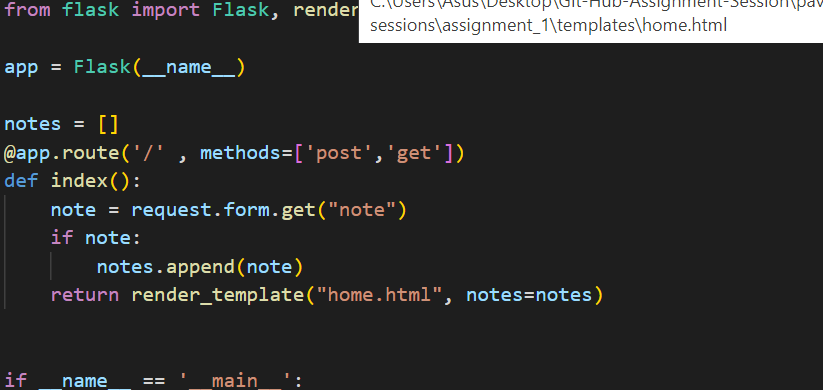 from flask import Flask, render
C:\Users\Asus\Desktop\Git-Hub-Assignment-Session\pav
sessions\assignment_1\templates\home.html
app = Flask(__name__)
notes = []
@app.route('/' , methods=['post','get'])
def index():
    note = request.form.get("note")
    if note:
        notes.append(note)
    return render_template("home.html", notes=notes)
if __name__ == '__main__':